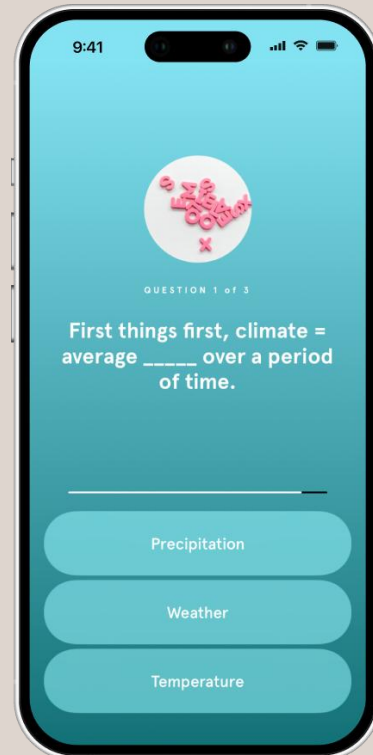 9:41
QUESTION 1 of 3
First things first, climate =
average _____ over a period
of time.
Precipitation
Weather
Temperature